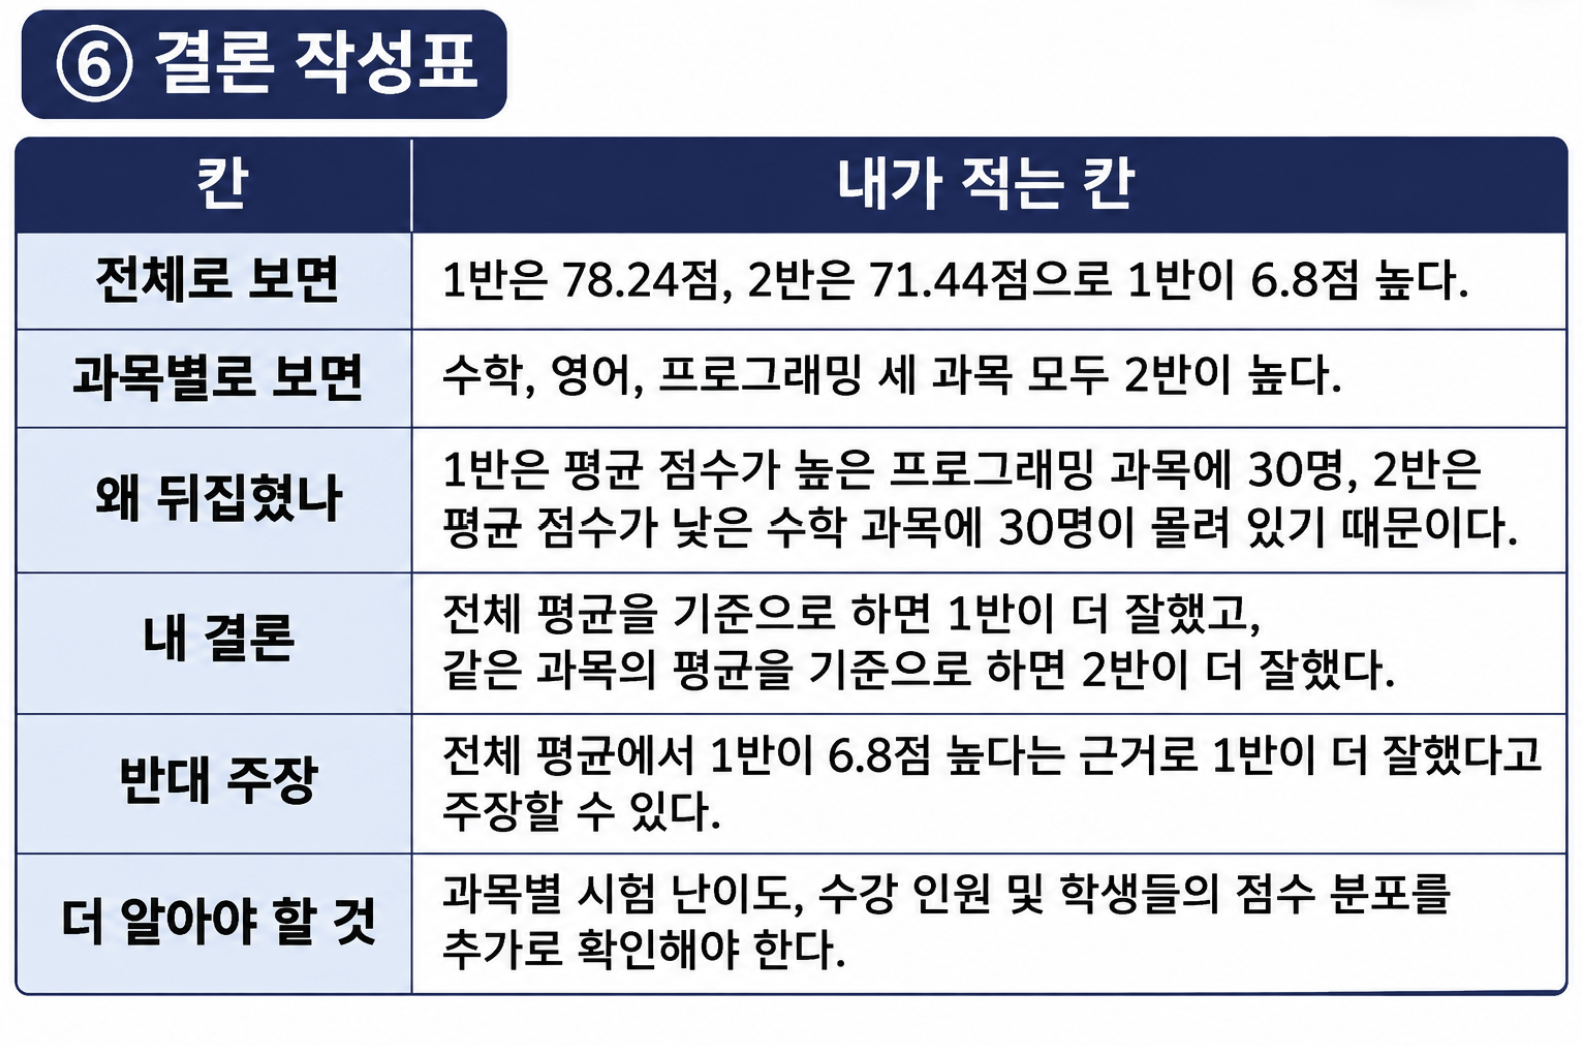 ⑥ 결론 작성표
칸
내가 적는 칸
전체로 보면
1반은 78.24점, 2반은 71.44점으로 1반이 6.8점 높다.
과목별로 보면
수학, 영어, 프로그래밍 세 과목 모두 2반이 높다.
왜 뒤집혔나
1반은 평균 점수가 높은 프로그래밍 과목에 30명, 2반은
평균 점수가 낮은 수학 과목에 30명이 몰려 있기 때문이다.
내 결론
전체 평균을 기준으로 하면 1반이 더 잘했고,
같은 과목의 평균을 기준으로 하면 2반이 더 잘했다.
반대 주장
전체 평균에서 1반이 6.8점 높다는 근거로 1반이 더 잘했다고
주장할 수 있다.
더 알아야 할 것
과목별 시험 난이도, 수강 인원 및 학생들의 점수 분포를
추가로 확인해야 한다.